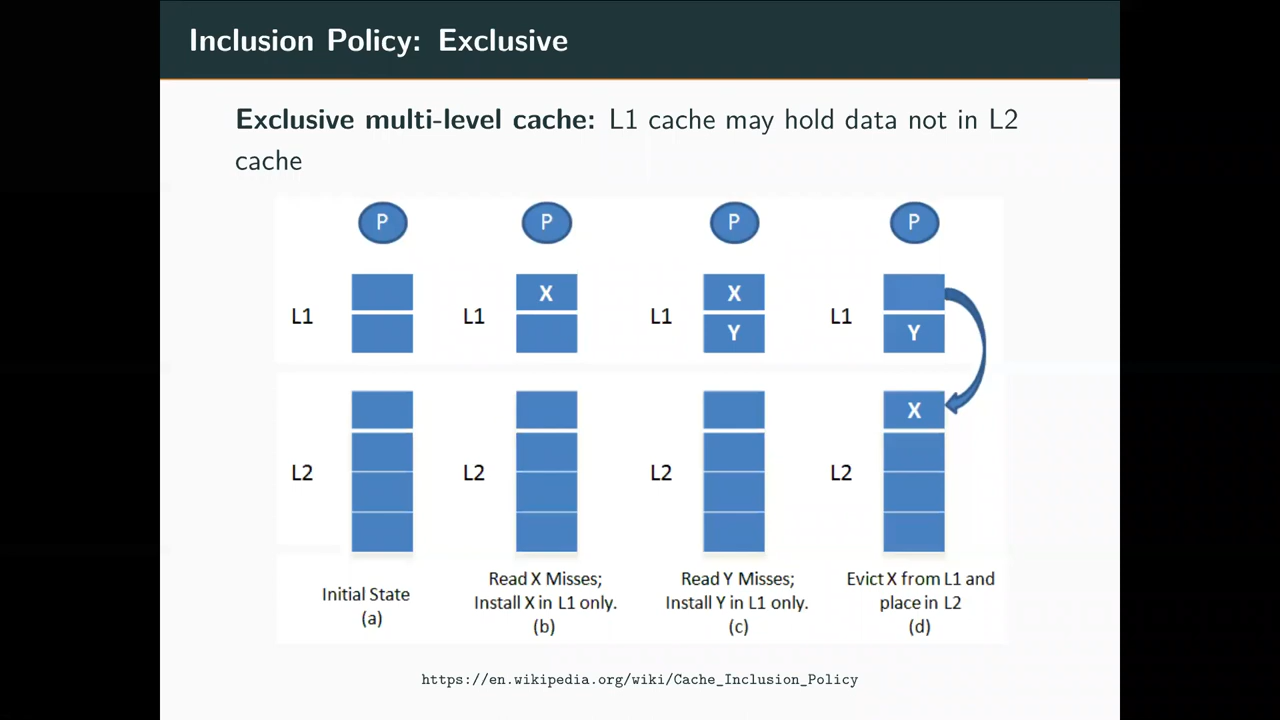 Inclusion Policy: Exclusive
Exclusive multi-level cache: L1 cache may hold data not in L2
cache
P P P P
X X
L1 L1 L1 L1
Y Y
X
L2 L2 L2 L2
Initial State
(a)
Read X Misses;
Install X in L1 only.
(b)
Read Y Misses;
Install Y in L1 only.
(c)
Evict X from L1 and
place in L2
(d)
https://en.wikipedia.org/wiki/Cache_Inclusion_Policy